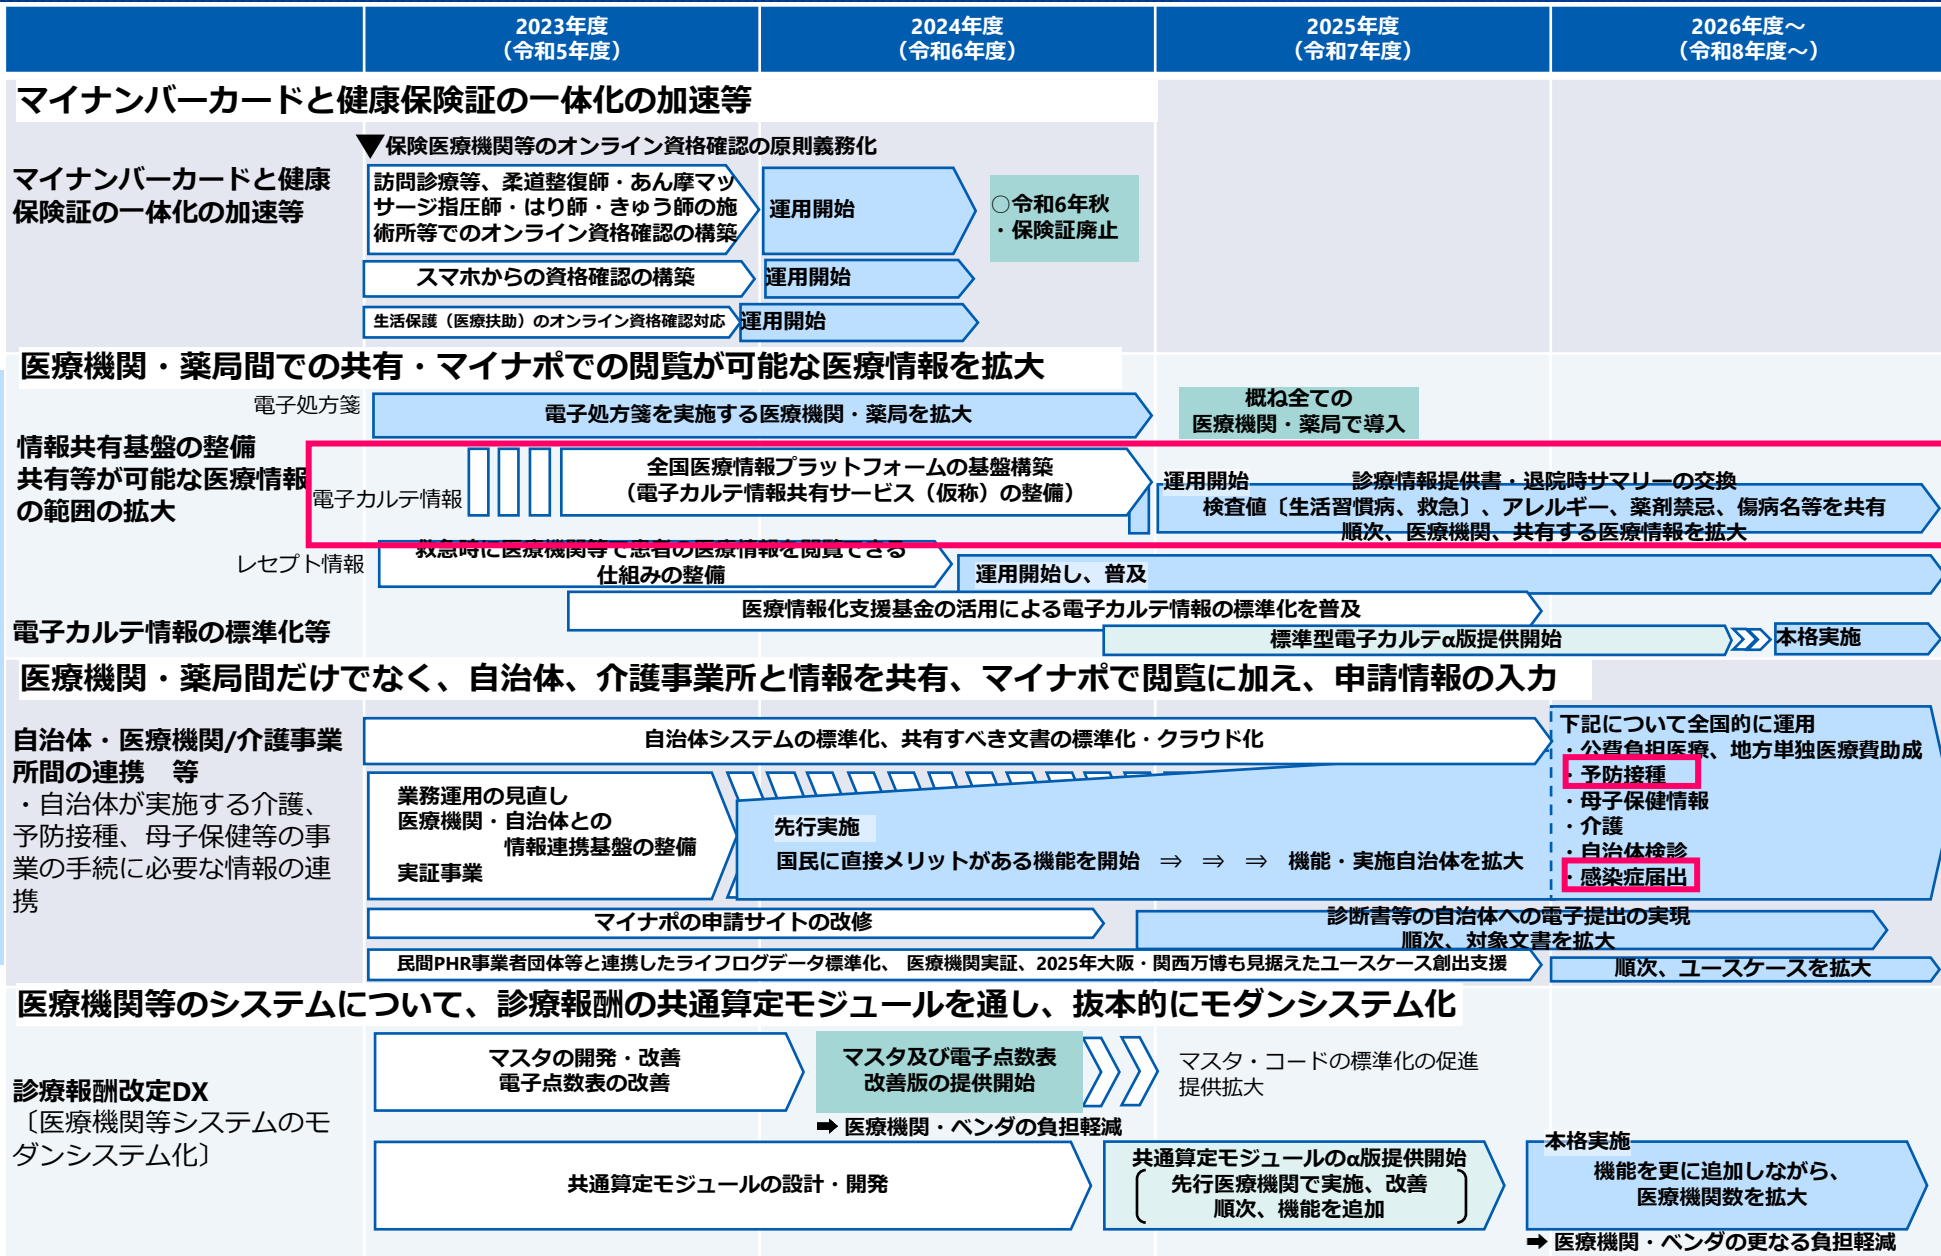 2023年度
（令和5年度）
2024年度
（令和6年度）
2025年度
（令和7年度）
2026年度～
（令和8年度～）
マイナンバーカードと健康保険証の一体化の加速等
マイナンバーカードと健康
保険証の一体化の加速等
▼保険医療機関等のオンライン資格確認の原則義務化
訪問診療等、柔道整復師・あん摩マッ
サージ指圧師・はり師・きゅう師の施
術所等でのオンライン資格確認の構築
運用開始
○令和6年秋
・保険証廃止
スマホからの資格確認の構築
運用開始
生活保護（医療扶助）のオンライン資格確認対応
運用開始
医療機関・薬局間での共有・マイナポでの閲覧が可能な医療情報を拡大
情報共有基盤の整備
共有等が可能な医療情報
の範囲の拡大
電子処方箋
電子処方箋を実施する医療機関・薬局を拡大
概ね全ての
医療機関・薬局で導入
電子カルテ情報
全国医療情報プラットフォームの基盤構築
（電子カルテ情報共有サービス（仮称）の整備）
運用開始
診療情報提供書・退院時サマリーの交換
検査値〔生活習慣病、救急〕、アレルギー、薬剤禁忌、傷病名等を共有
順次、医療機関、共有する医療情報を拡大
レセプト情報
救急時に医療機関等で患者の医療情報を閲覧できる
仕組みの整備
運用開始し、普及
電子カルテ情報の標準化等
医療情報化支援基金の活用による電子カルテ情報の標準化を普及
標準型電子カルテα版提供開始
本格実施
医療機関・薬局間だけでなく、自治体、介護事業所と情報を共有、マイナポで閲覧に加え、申請情報の入力
自治体・医療機関/介護事業
所間の連携　等
・自治体が実施する介護、
予防接種、母子保健等の事
業の手続に必要な情報の連
携
自治体システムの標準化、共有すべき文書の標準化・クラウド化
業務運用の見直し
医療機関・自治体との
情報連携基盤の整備
実証事業
先行実施
国民に直接メリットがある機能を開始　⇒　⇒　⇒　機能・実施自治体を拡大
下記について全国的に運用
・公費負担医療、地方単独医療費助成
・予防接種
・母子保健情報
・介護
・自治体検診
・感染症届出
マイナポの申請サイトの改修
診断書等の自治体への電子提出の実現
順次、対象文書を拡大
民間PHR事業者団体等と連携したライフログデータ標準化、 医療機関実証、2025年大阪・関西万博も見据えたユースケース創出支援
順次、ユースケースを拡大
医療機関等のシステムについて、診療報酬の共通算定モジュールを通し、抜本的にモダンシステム化
診療報酬改定DX
〔医療機関等システムのモ
ダンシステム化〕
マスタの開発・改善
電子点数表の改善
マスタ及び電子点数表
改善版の提供開始
マスタ・コードの標準化の促進
提供拡大
➡ 医療機関・ベンダの負担軽減
共通算定モジュールの設計・開発
共通算定モジュールのα版提供開始
先行医療機関で実施、改善
順次、機能を追加
本格実施
機能を更に追加しながら、
医療機関数を拡大
➡ 医療機関・ベンダの更なる負担軽減